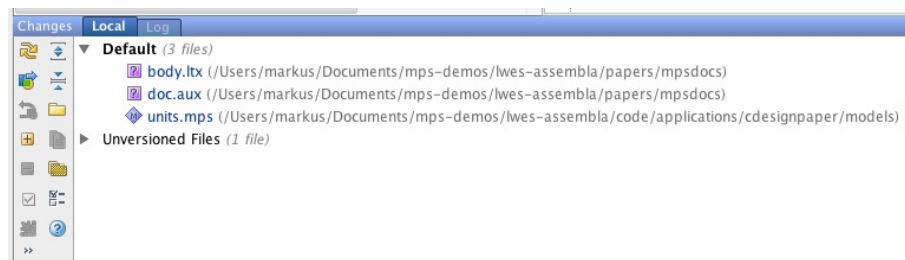 Changes Local Log
Default (3 files)
body.ltx (/Users/markus/Documents/mps-demos/lwes-assembla/papers/mpsdocs)
doc.aux (/Users/markus/Documents/mps-demos/lwes-assembla/papers/mpsdocs)
units.mps (/Users/markus/Documents/mps-demos/lwes-assembla/code/applications/cdesignpaper/models)
Unversioned Files (1 file)